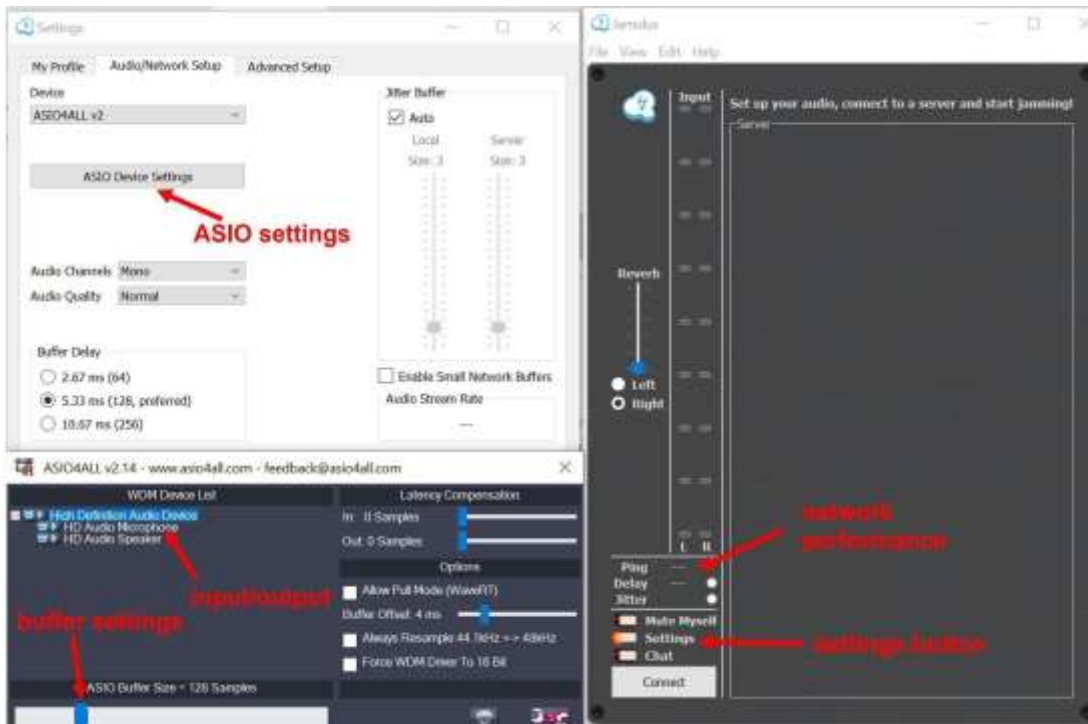 Settings
My Profile
Audio/Network Setup
Advanced Setup
Device
ASIO4ALL v2
ASIO Device Settings
ASIO settings
Audio Channels Mono
Audio Quality Normal
Buffer Delay
2.67 ms (64)
5.33 ms (128, preferred)
10.67 ms (256)
Jitter Buffer
Auto
Local Server
Size: 3 Size: 3
Enable Small Network Buffers
Audio Stream Rate
---
ASIO4ALL v2.14 - www.asio4all.com - feedback@asio4all.com
WDM Device List
High Definition Audio Device
HD Audio Microphone
HD Audio Speaker
input/output
buffer settings
ASIO Buffer Size = 128 Samples
Latency Compensation
In: 0 Samples
Out: 0 Samples
Options
Allow Pull Mode (WaveRT)
Buffer Offset: 4 ms
Always Resample 44.1kHz <-> 48kHz
Force WDM Driver To 16 Bit
Jamulus
File View Edit Help
Input
Set up your audio, connect to a server and start jamming!
Server
Reverb
Left
Right
L R
network
performance
Ping ---
Delay ---
Jitter
Mute Myself
Settings
settings button
Chat
Connect